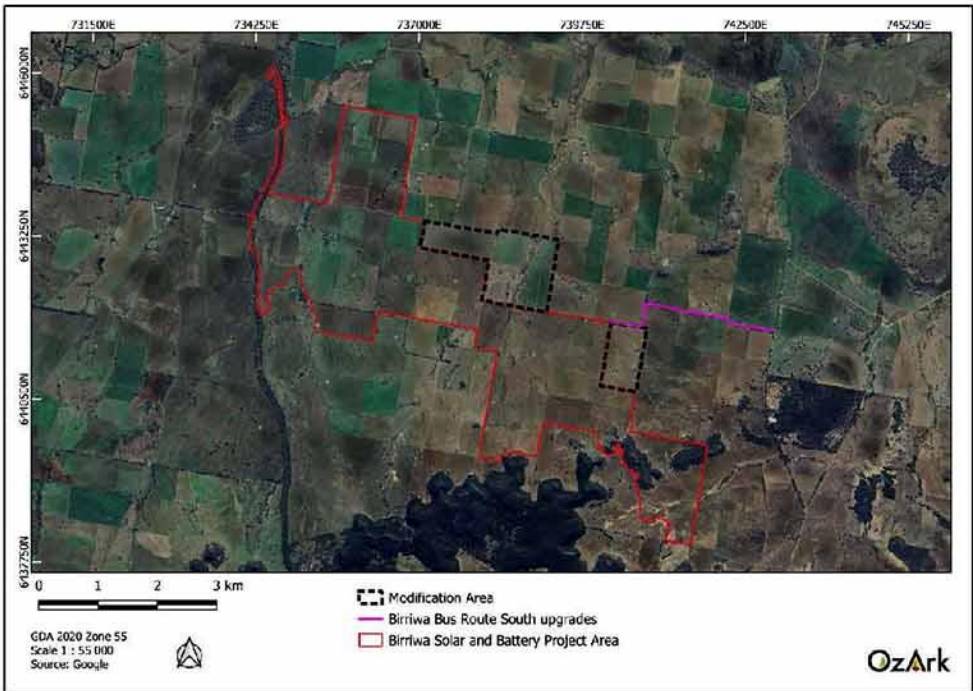 731500E 734250E 737000E 739750E 742500E 745250E
6446000N
6443250N
6440500N
6437750N
0 1 2 3 km
GDA 2020 Zone 55
Scale 1 : 55 000
Source: Google
Modification Area
Birriwa Bus Route South upgrades
Birriwa Solar and Battery Project Area
OzArk